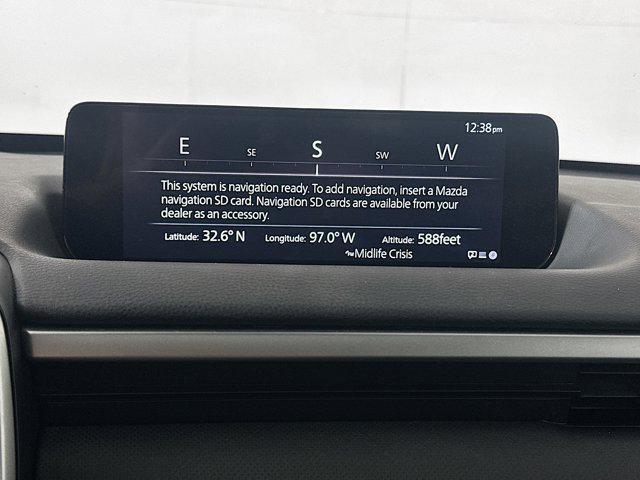 12:38pm
E SE S SW W
This system is navigation ready. To add navigation, insert a Mazda
navigation SD card. Navigation SD cards are available from your
dealer as an accessory.
Latitude: 32.6° N Longitude: 97.0° W Altitude: 588feet
Midlife Crisis